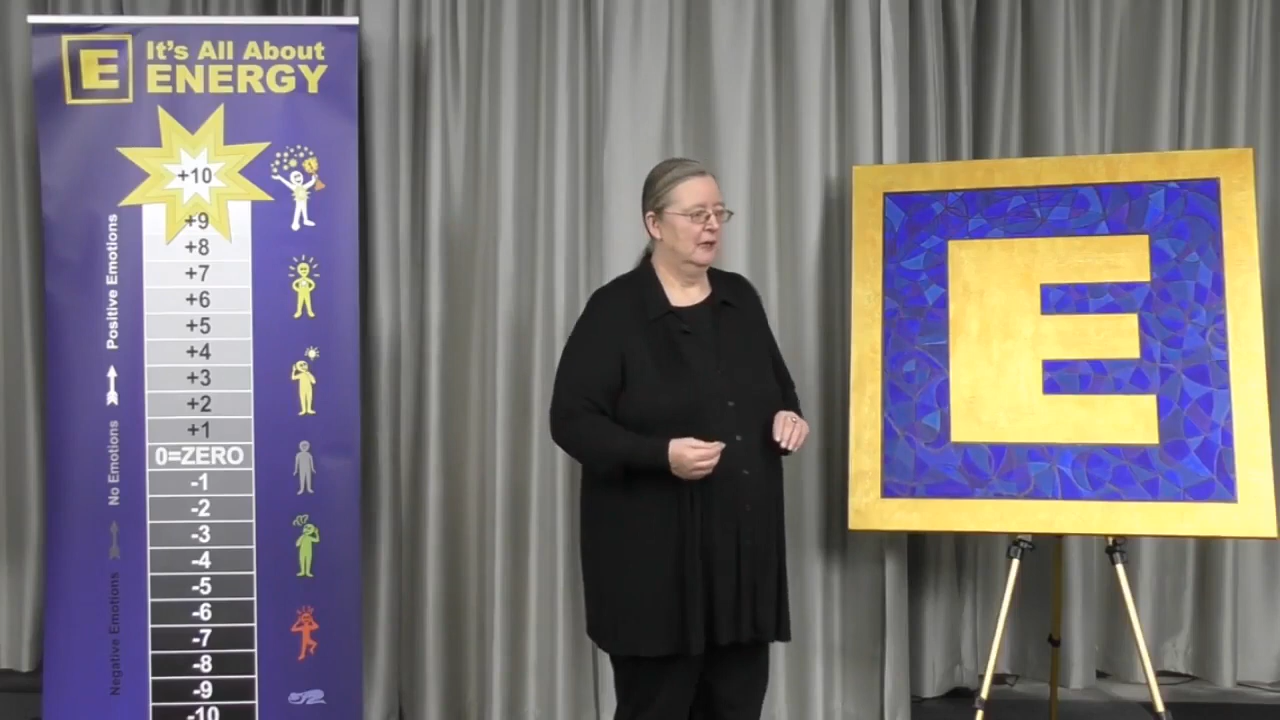 E
It's All About
ENERGY
+10
+9
+8
+7
+6
+5
+4
+3
+2
+1
0=ZERO
-1
-2
-3
-4
-5
-6
-7
-8
-9
-10
Positive Emotions
No Emotions
Negative Emotions
E